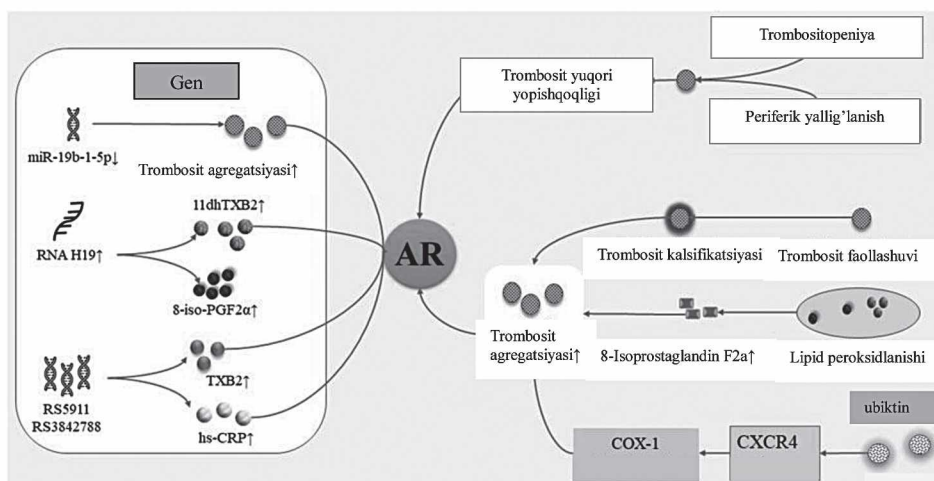 Gen
miR-19b-1-5p↓
Trombosit agregatsiyasi↑
RNA H19↑
11dhTXB2↑
8-iso-PGF2α↑
RS5911
RS3842788
TXB2↑
hs-CRP↑
AR
Trombosit yuqori
yopishqoqligi
Trombositopeniya
Periferik yallig’lanish
Trombosit kalsifikatsiyasi
Trombosit faollashuvi
Trombosit
agregatsiyasi↑
8-Isoprostaglandin F2a↑
Lipid peroksidlanishi
COX-1
CXCR4
ubiktin